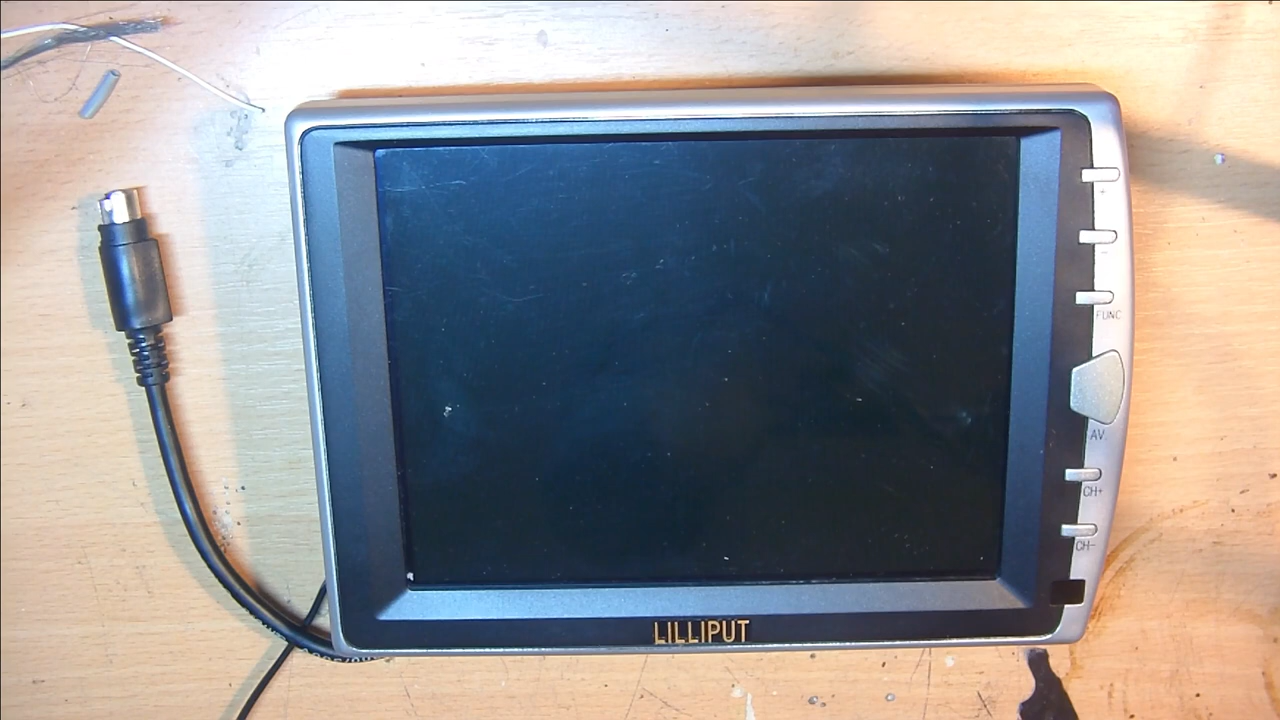 +
-
FUNC
AV
CH+
CH-
LILLIPUT